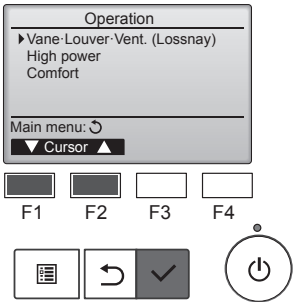 Operation
Vane·Louver·Vent. (Lossnay)
High power
Comfort
Main menu:
Cursor
F1 F2 F3 F4